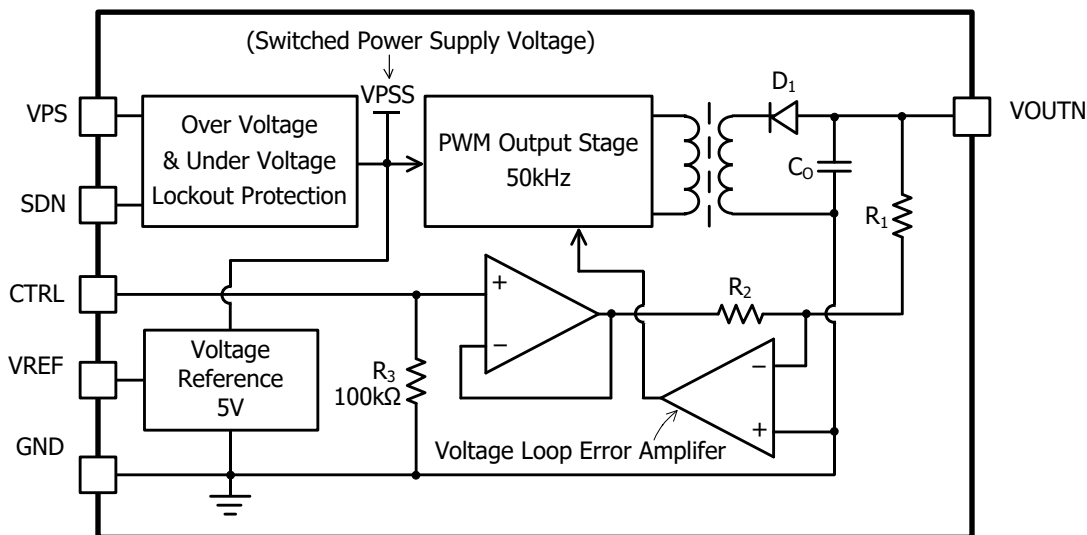 (Switched Power Supply Voltage)
VPSS
VPS
SDN
CTRL
VREF
GND
Over Voltage
& Under Voltage
Lockout Protection
PWM Output Stage
50kHz
D1
CO
R1
VOUTN
+
−
R2
R3
100kΩ
Voltage
Reference
5V
−
+
Voltage Loop Error Amplifer